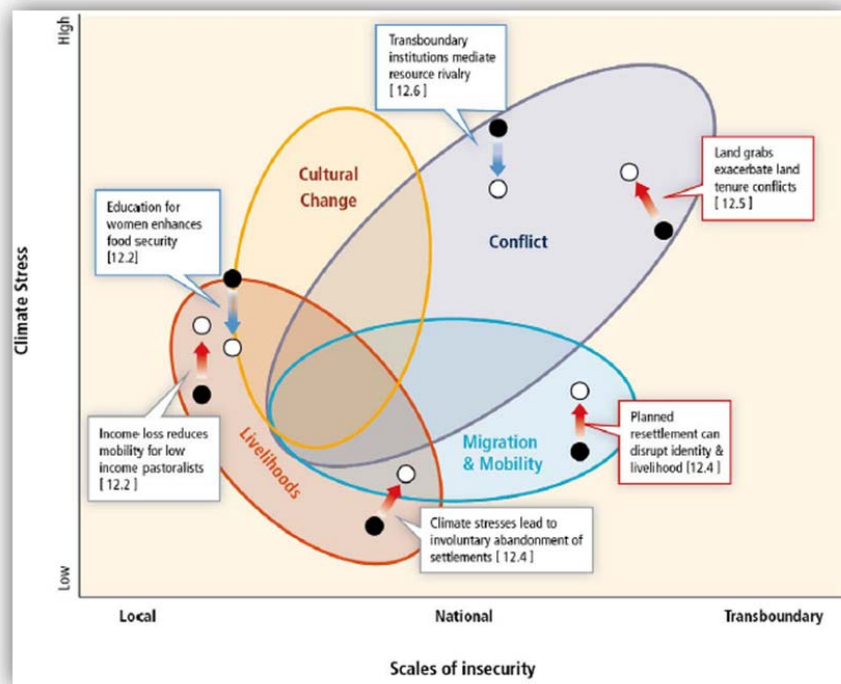 High
Transboundary
institutions mediate
resource rivalry
[ 12.6]
Land grabs
exacerbate land
tenure conflicts
[ 12.5]
Cultural
Change
Education for
women enhances
food security
[12.2]
Conflict
Climate Stress
Income-loss reduces
mobility for low
income pastoralists
[ 12.2]
Livelihoods
Migration
& Mobility
Planned
resettlement can
disrupt identity &
livelihood [12.4]
Climate stresses lead to
involuntary abandonment of
settlements [ 12.4]
Low
Local
National
Transboundary
Scales of insecurity